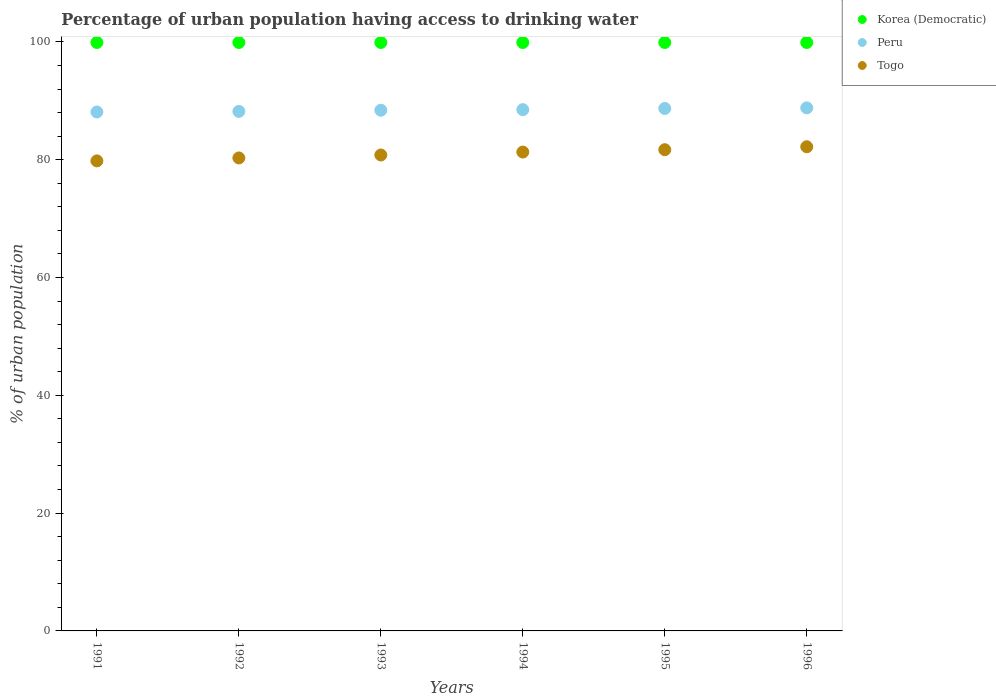 Percentage of urban population having access to drinking water
Korea (Democratic)
Peru
Togo
% of urban population
100
80
60
40
20
0
1991
1992
1993
1994
1995
1996
Years